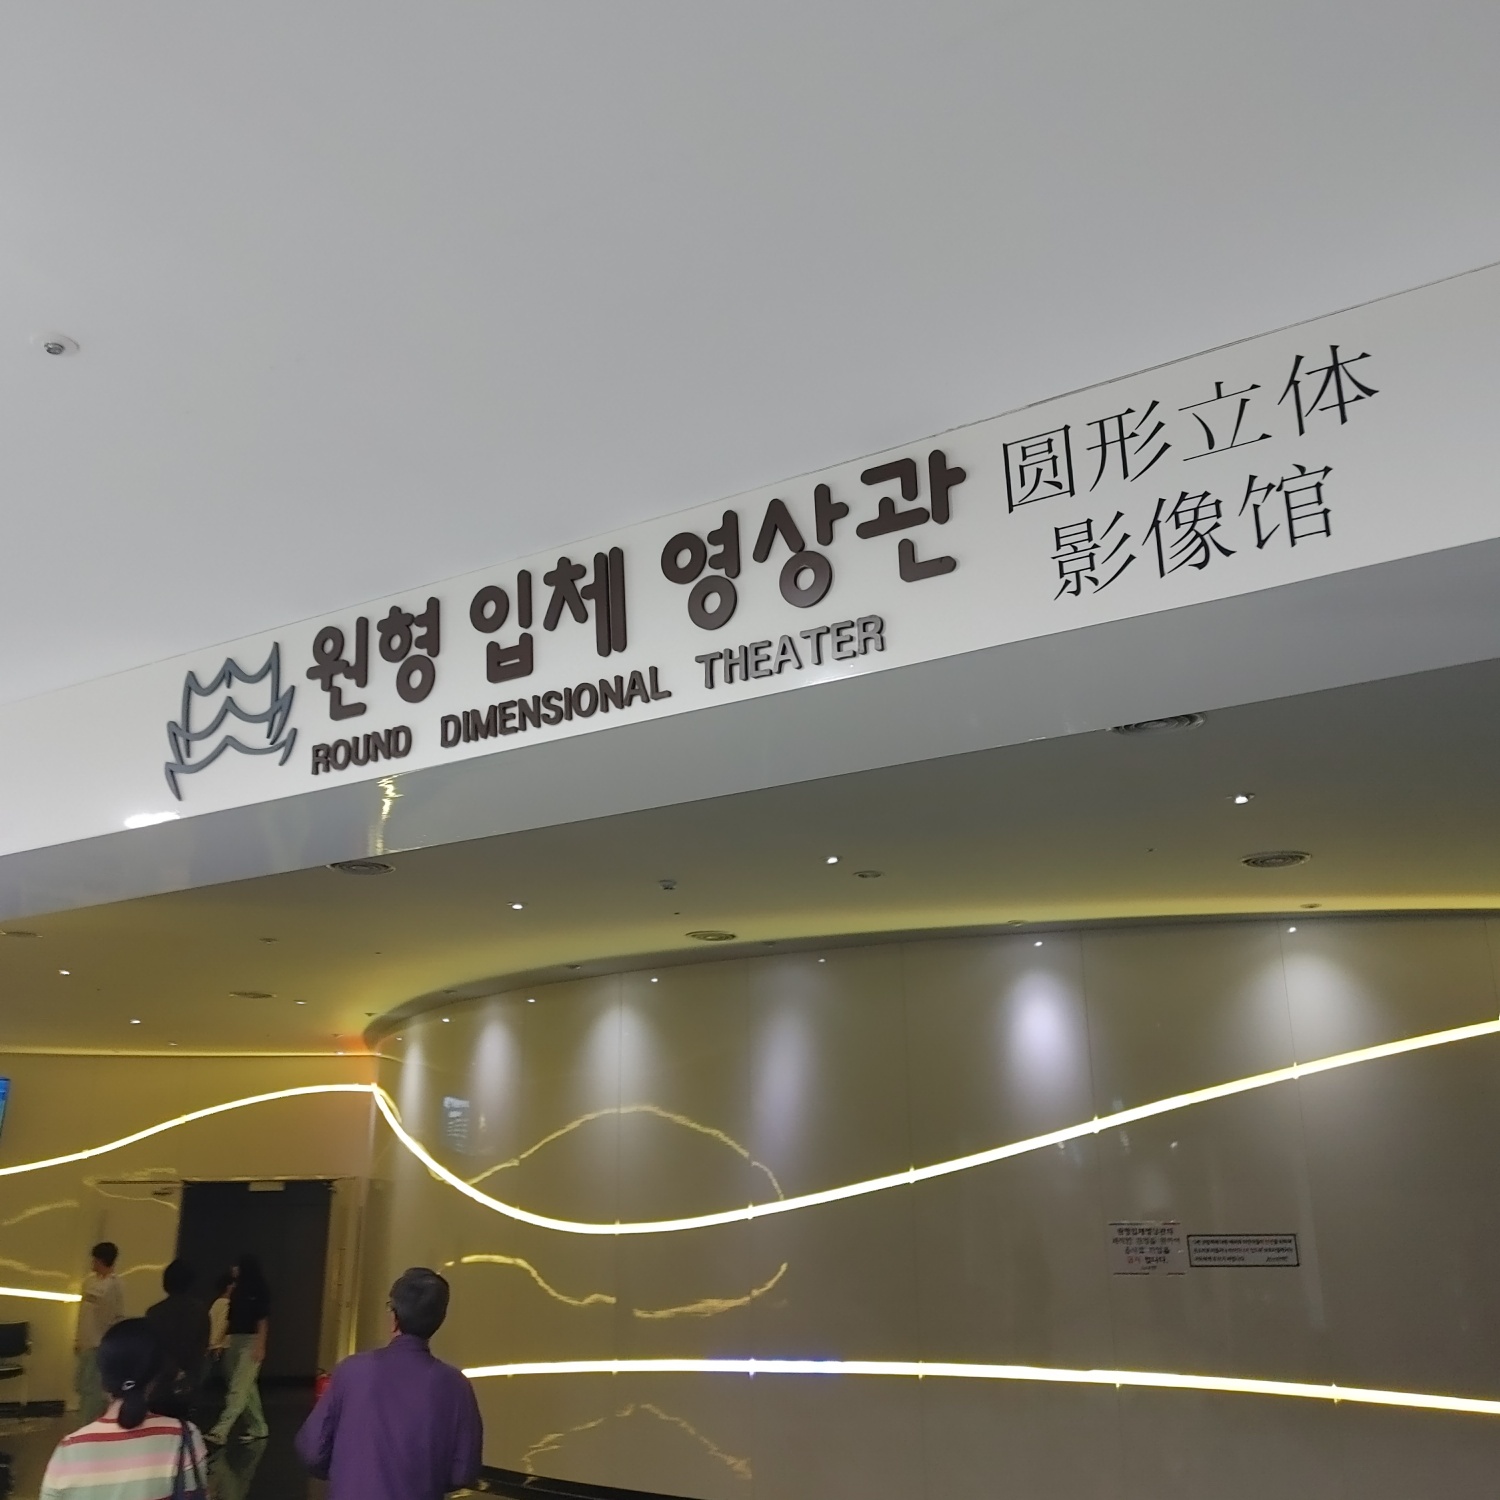 원형 입체 영상관
ROUND DIMENSIONAL THEATER
圆形立体
影像馆